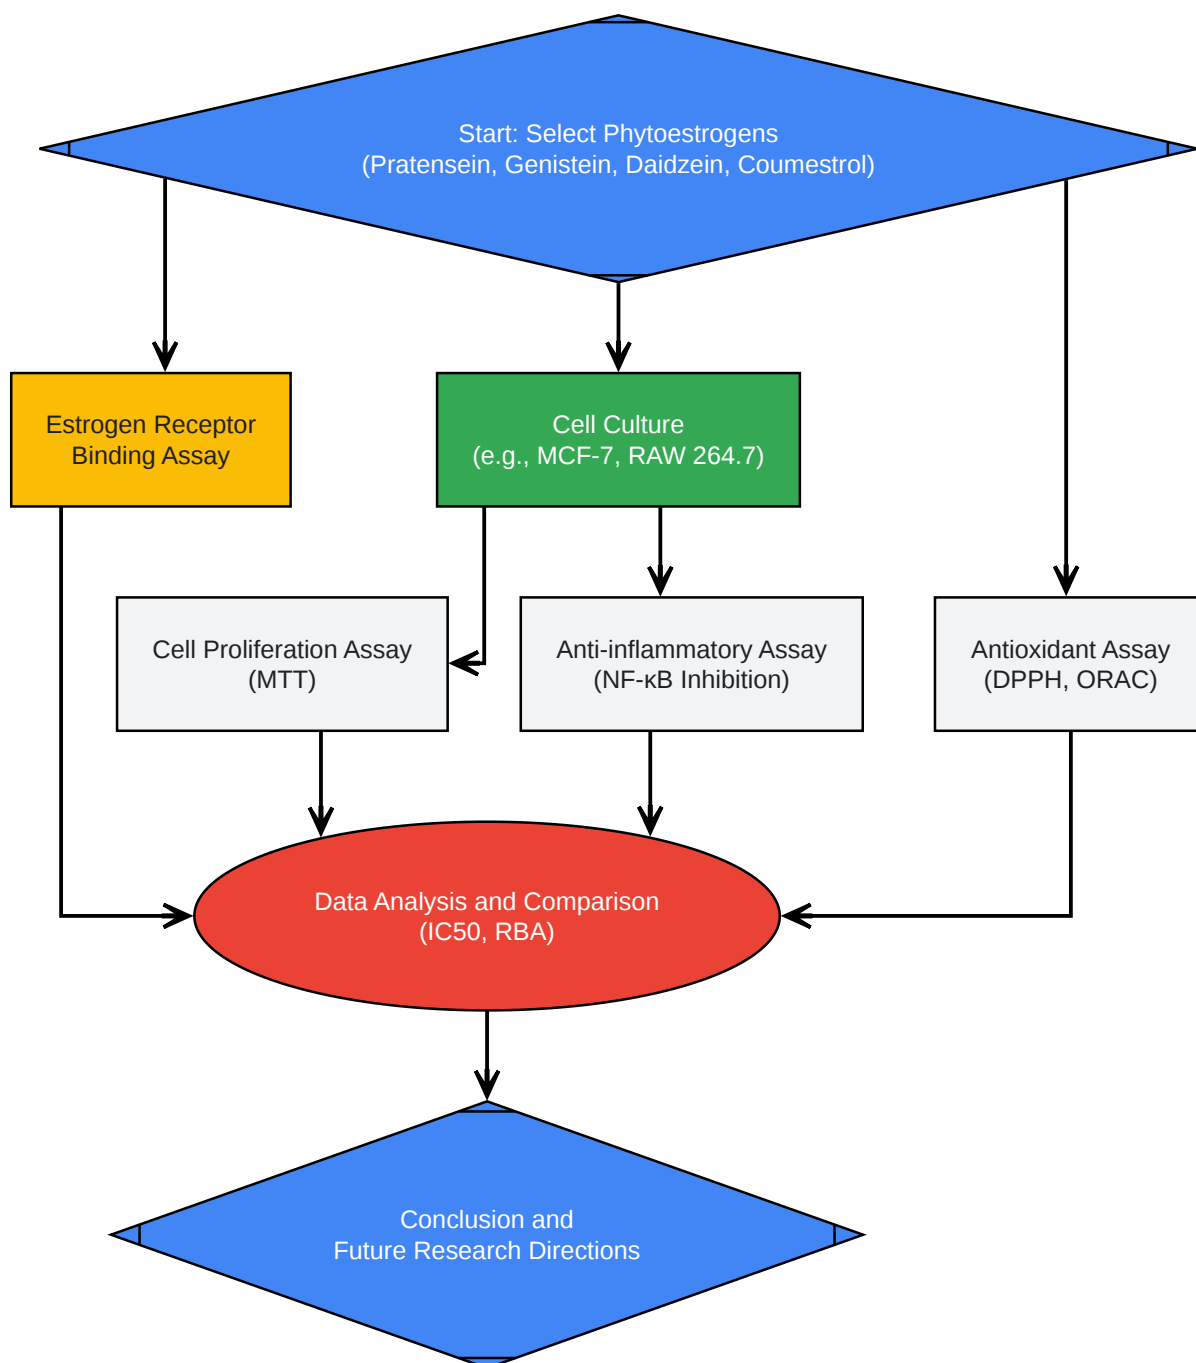 Start: Select Phytoestrogens
(Pratensein, Genistein, Daidzein, Coumestrol)
Estrogen Receptor
Binding Assay
Cell Culture
(e.g., MCF-7, RAW 264.7)
Cell Proliferation Assay
(MTT)
Anti-inflammatory Assay
(NF-κB Inhibition)
Antioxidant Assay
(DPPH, ORAC)
Data Analysis and Comparison
(IC50, RBA)
Conclusion and
Future Research Directions